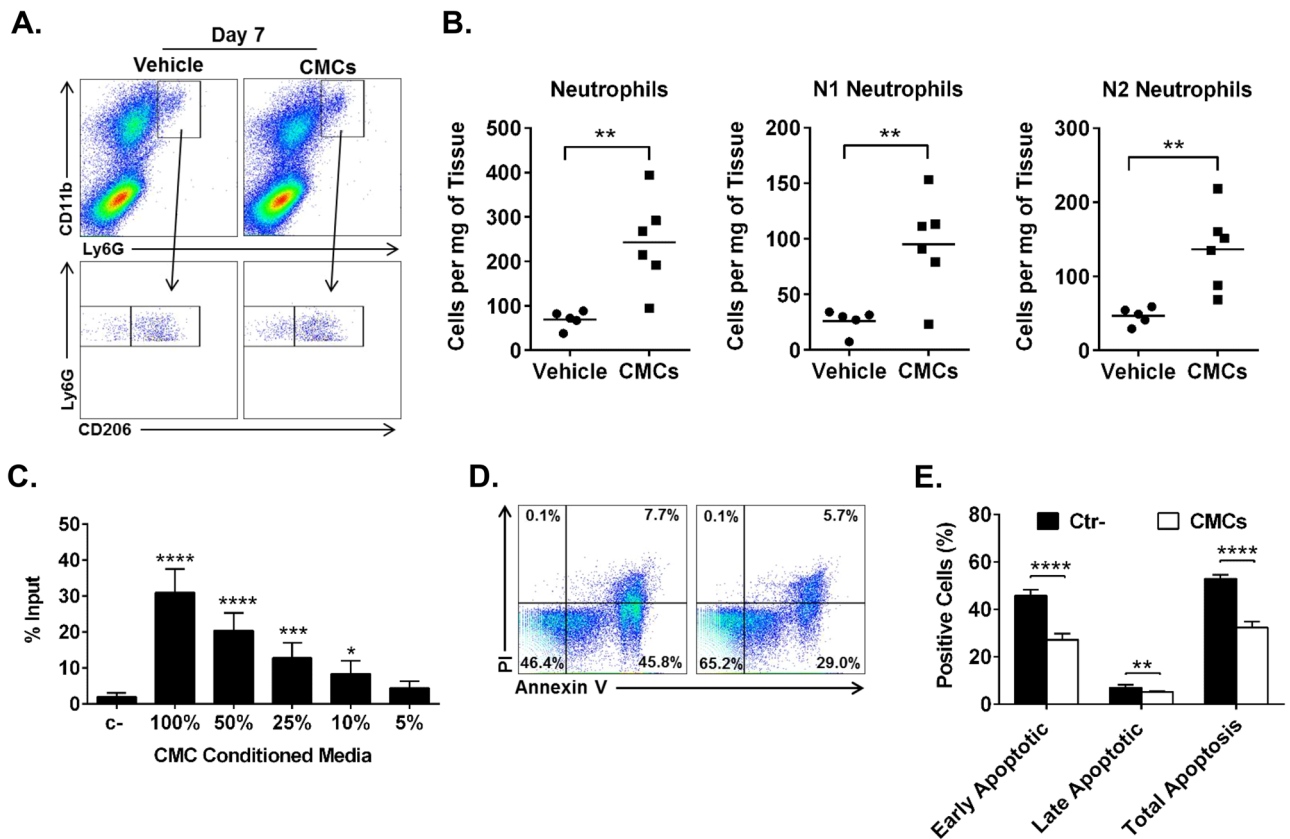 A.
Day 7
Vehicle
CMCs
CD11b
Ly6G
Ly6G
CD206
B.
Neutrophils
Cells per mg of Tissue
500
400
300
200
100
0
**
Vehicle CMCs
N1 Neutrophils
Cells per mg of Tissue
200
150
100
50
0
**
Vehicle CMCs
N2 Neutrophils
Cells per mg of Tissue
300
200
100
0
**
Vehicle CMCs
C.
% Input
50
40
30
20
10
0
****
****
***
*
c- 100% 50% 25% 10% 5%
CMC Conditioned Media
D.
PI
0.1% 7.7%
46.4% 45.8%
0.1% 5.7%
65.2% 29.0%
Annexin V
E.
Positive Cells (%)
80
60
40
20
0
Ctr- CMCs
****
**
****
Early Apoptotic
Late Apoptotic
Total Apoptosis